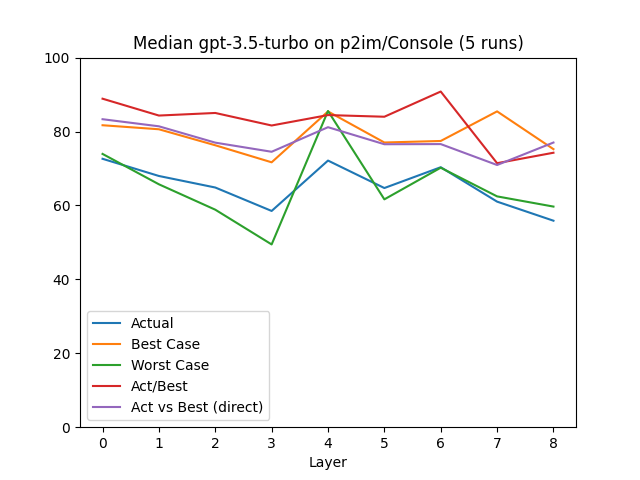 Median gpt-3.5-turbo on p2im/Console (5 runs)
100
80
60
40
20
0
Actual
Best Case
Worst Case
Act/Best
Act vs Best (direct)
0 1 2 3 4 5 6 7 8
Layer